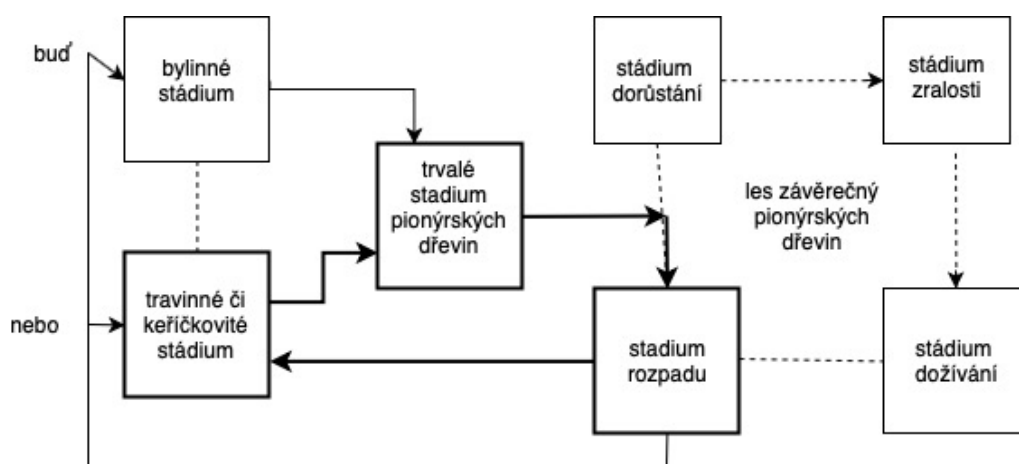 buď
bylinné
stádium
stádium
dorůstání
stádium
zralosti
trvalé
stadium
pionýrských
dřevin
les závěrečný
pionýrských
dřevin
nebo
travinné či
keříčkovité
stádium
stadium
rozpadu
stádium
dožívání